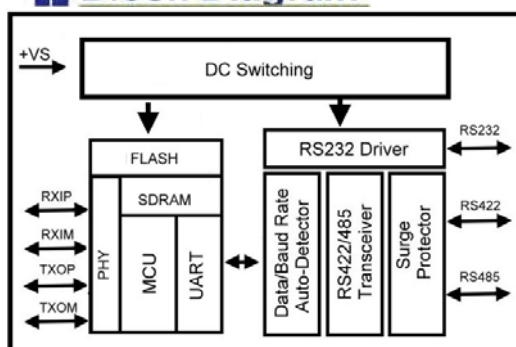 +VS
DC Switching
FLASH
SDRAM
PHY
MCU
UART
RXIP
RXIM
TXOP
TXOM
RS232 Driver
Data/Baud Rate
Auto-Detector
RS422/485
Transceiver
Surge
Protector
RS232
RS422
RS485